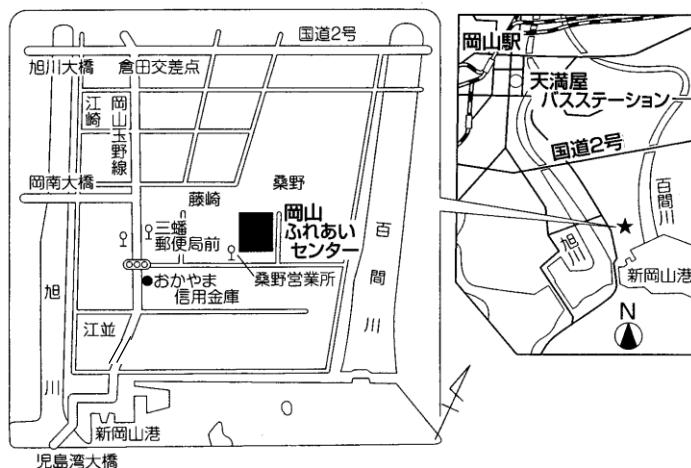 国道2号
旭川大橋
倉田交差点
江崎
岡山玉野線
岡南大橋
藤崎
桑野
三蟠
郵便局前
岡山
ふれあい
センター
百間川
桑野営業所
おかやま
信用金庫
江並
旭川
新岡山港
児島湾大橋
岡山駅
天満屋
バスステーション
国道2号
百間川
旭川
新岡山港
N